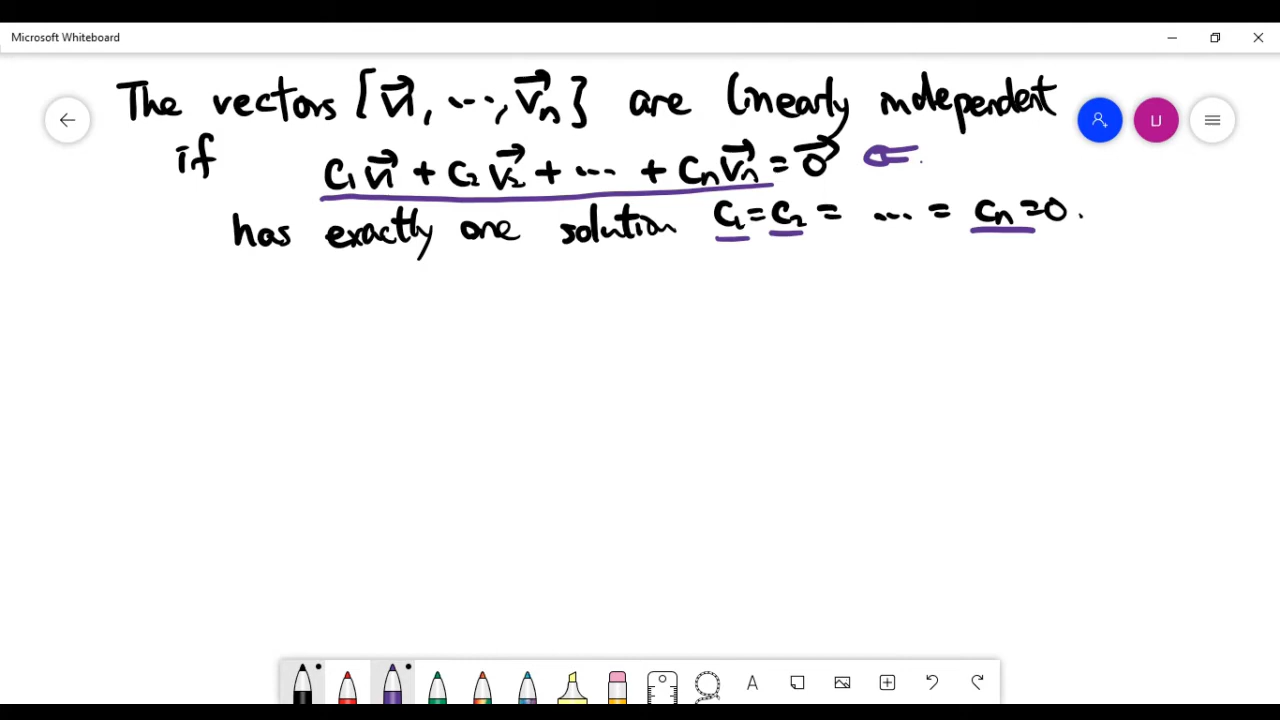 Microsoft Whiteboard
The vectors {v⃗1, ..., v⃗n} are linearly independent
if c₁v⃗1 + c₂v⃗₂ + ... + cₙv⃗ₙ = 0⃗
has exactly one solution c₁ = c₂ = ... = cₙ = 0.
U
A